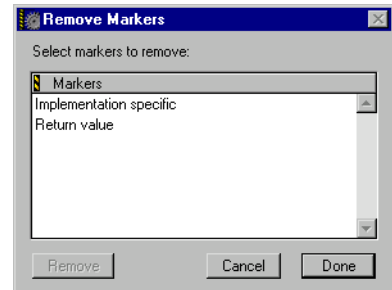 Remove Markers
Select markers to remove:
Markers
Implementation specific
Return value
Remove
Cancel
Done